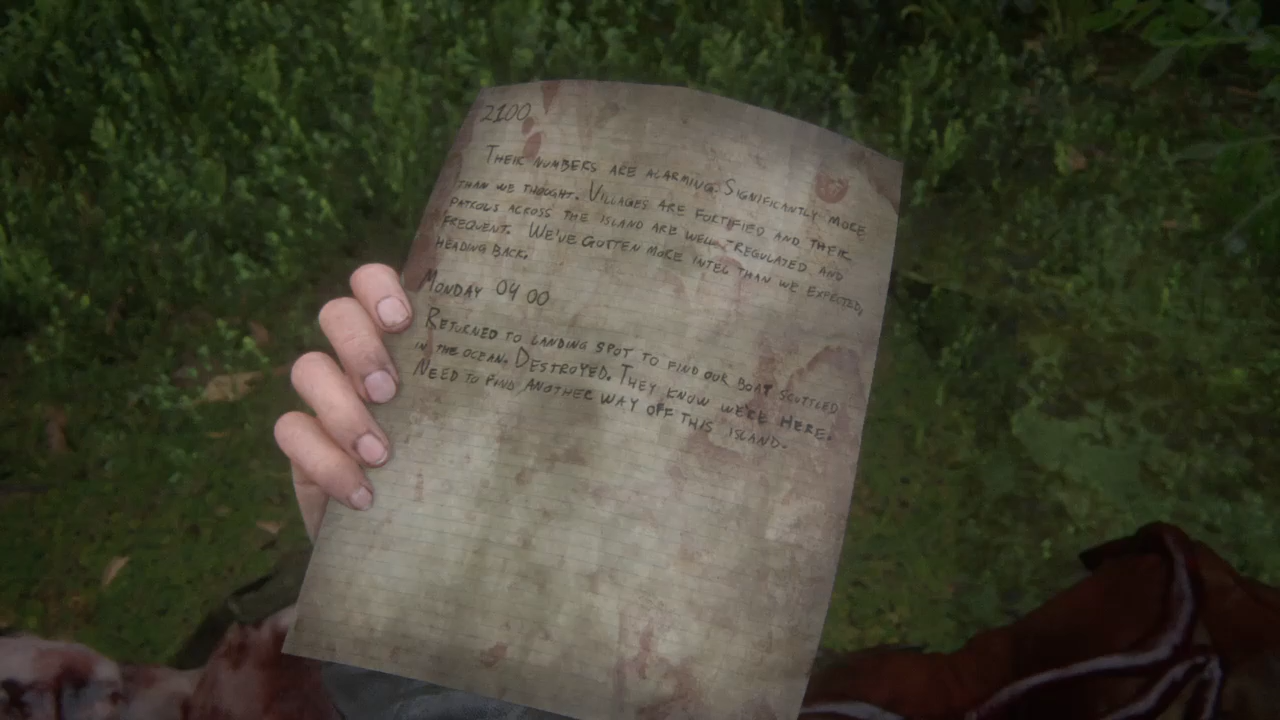 2100
THEIR NUMBERS ARE ALARMING. SIGNIFICANTLY MORE
THAN WE THOUGHT. VILLAGES ARE FORTIFIED AND THEIR
PATROLS ACROSS THE ISLAND ARE WELL-REGULATED AND
FREQUENT. WE'VE GOTTEN MORE INTEL THAN WE EXPECTED,
HEADING BACK.
MONDAY 04 00
RETURNED TO LANDING SPOT TO FIND OUR BOAT SCUTTLED
IN THE OCEAN. DESTROYED. THEY KNOW WE'RE HERE.
NEED TO FIND ANOTHER WAY OFF THIS ISLAND.